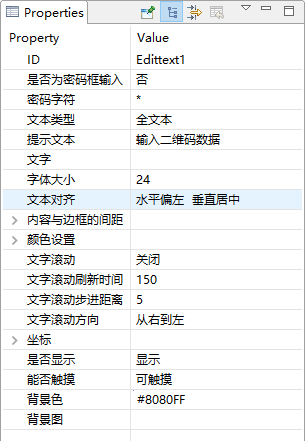 Properties
Property Value
ID Edittext1
是否为密码框输入 否
密码字符 *
文本类型 全文本
提示文本 输入二维码数据
文字
字体大小 24
文本对齐 水平偏左 垂直居中
内容与边框的间距
颜色设置
文字滚动 关闭
文字滚动刷新时间 150
文字滚动步进距离 5
文字滚动方向 从右到左
坐标
是否显示 显示
能否触摸 可触摸
背景色 #8080FF
背景图